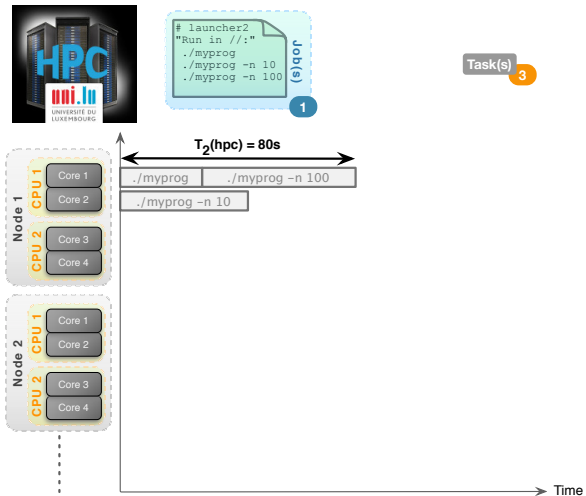 HPC
uni.lu
UNIVERSITÉ DU
LUXEMBOURG
# launcher2
"Run in //:"
./myprog
./myprog -n 10
./myprog -n 100
Job(s)
1
Task(s)
3
T2(hpc) = 80s
Node 1
CPU 1
Core 1
Core 2
CPU 2
Core 3
Core 4
./myprog
./myprog -n 100
./myprog -n 10
Node 2
CPU 1
Core 1
Core 2
CPU 2
Core 3
Core 4
Time